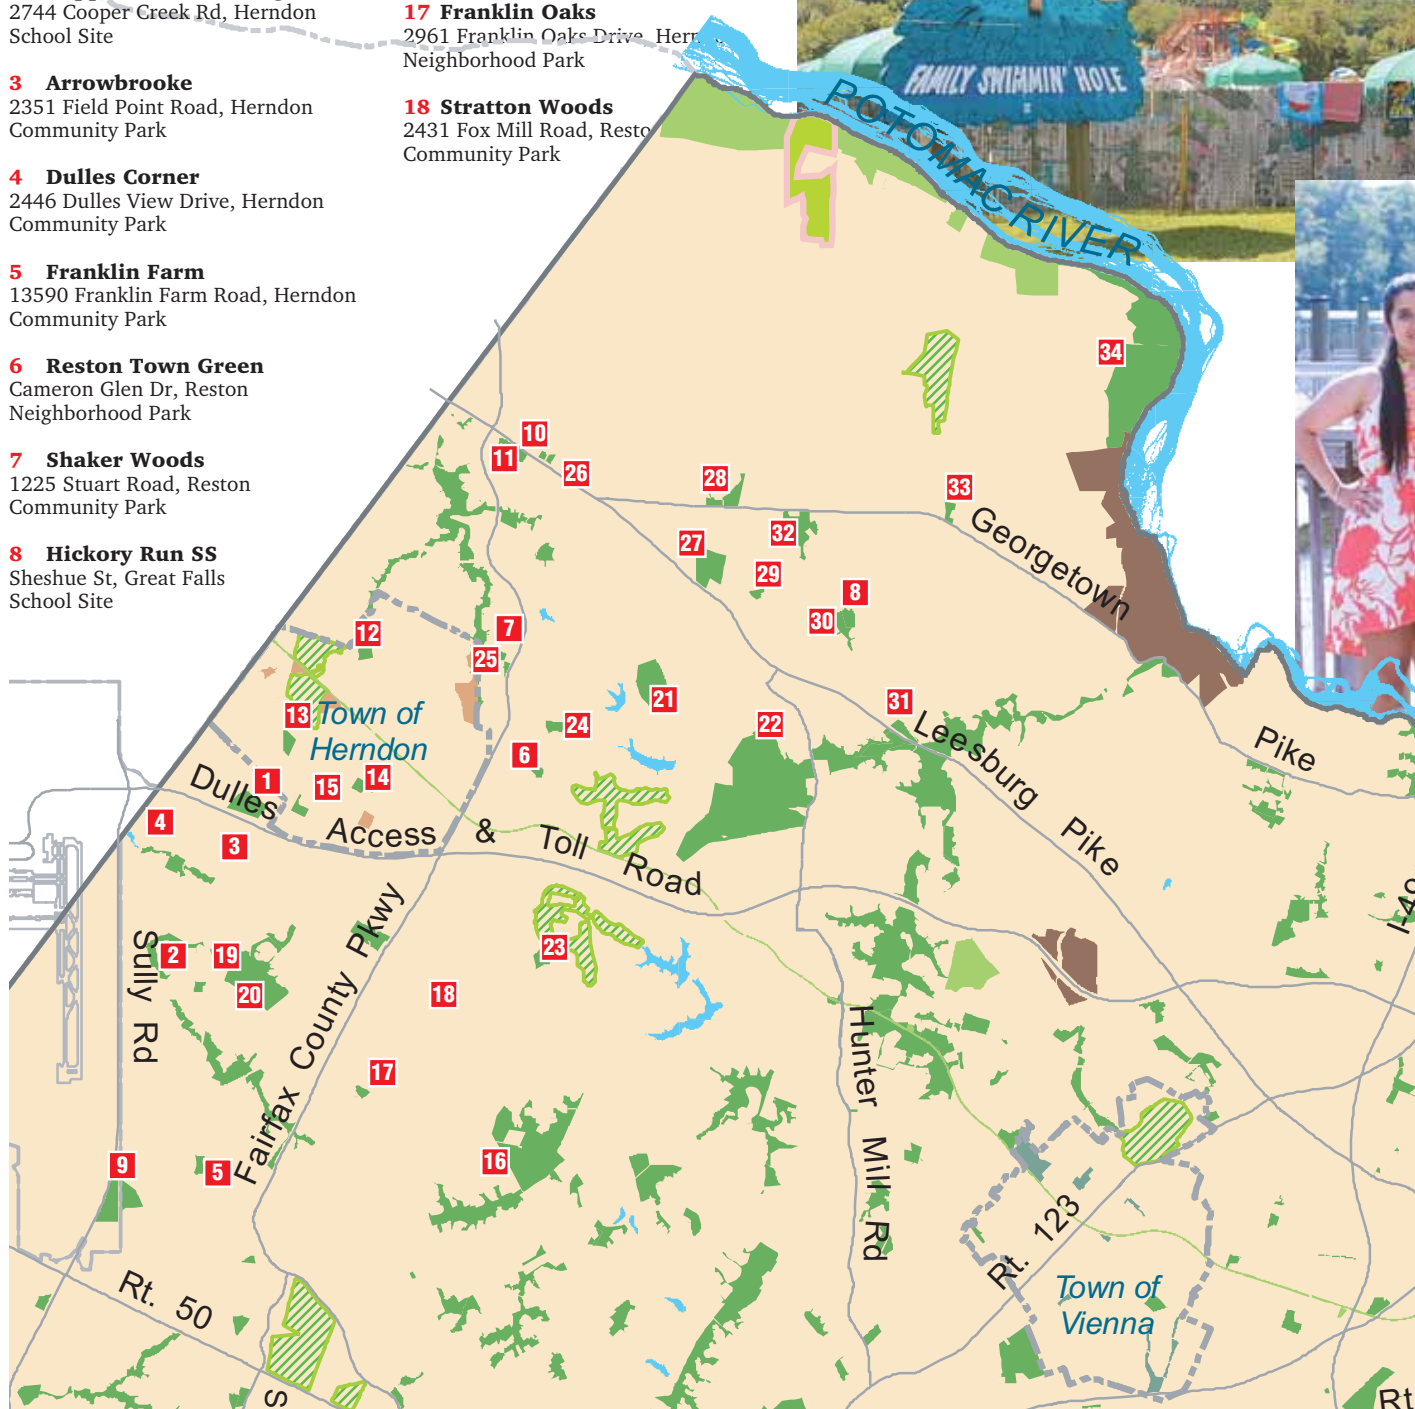 2744 Cooper Creek Rd, Herndon
School Site
3 Arrowbrooke
2351 Field Point Road, Herndon
Community Park
4 Dulles Corner
2446 Dulles View Drive, Herndon
Community Park
5 Franklin Farm
13590 Franklin Farm Road, Herndon
Community Park
6 Reston Town Green
Cameron Glen Dr, Reston
Neighborhood Park
7 Shaker Woods
1225 Stuart Road, Reston
Community Park
8 Hickory Run SS
Sheshue St, Great Falls
School Site
17 Franklin Oaks
2961 Franklin Oaks Drive,
Neighborhood Park
18 Stratton Woods
2431 Fox Mill Road,
Community Park
FAMILY SWIMMIN' HOLE
POTOMAC RIVER
34
10
11
26
28
33
Georgetown
Pike
32
27
29
8
30
12
7
25
21
31
Leesburg
Pike
13
Town of
Herndon
24
22
6
1
15
14
Dulles
Access & Toll Road
4
3
I-49
Sully Rd
2
19
20
Fairfax County Pkwy
23
18
17
Hunter Mill Rd
16
9
5
Rt. 123
Rt. 50
Town of
Vienna
S
Rt